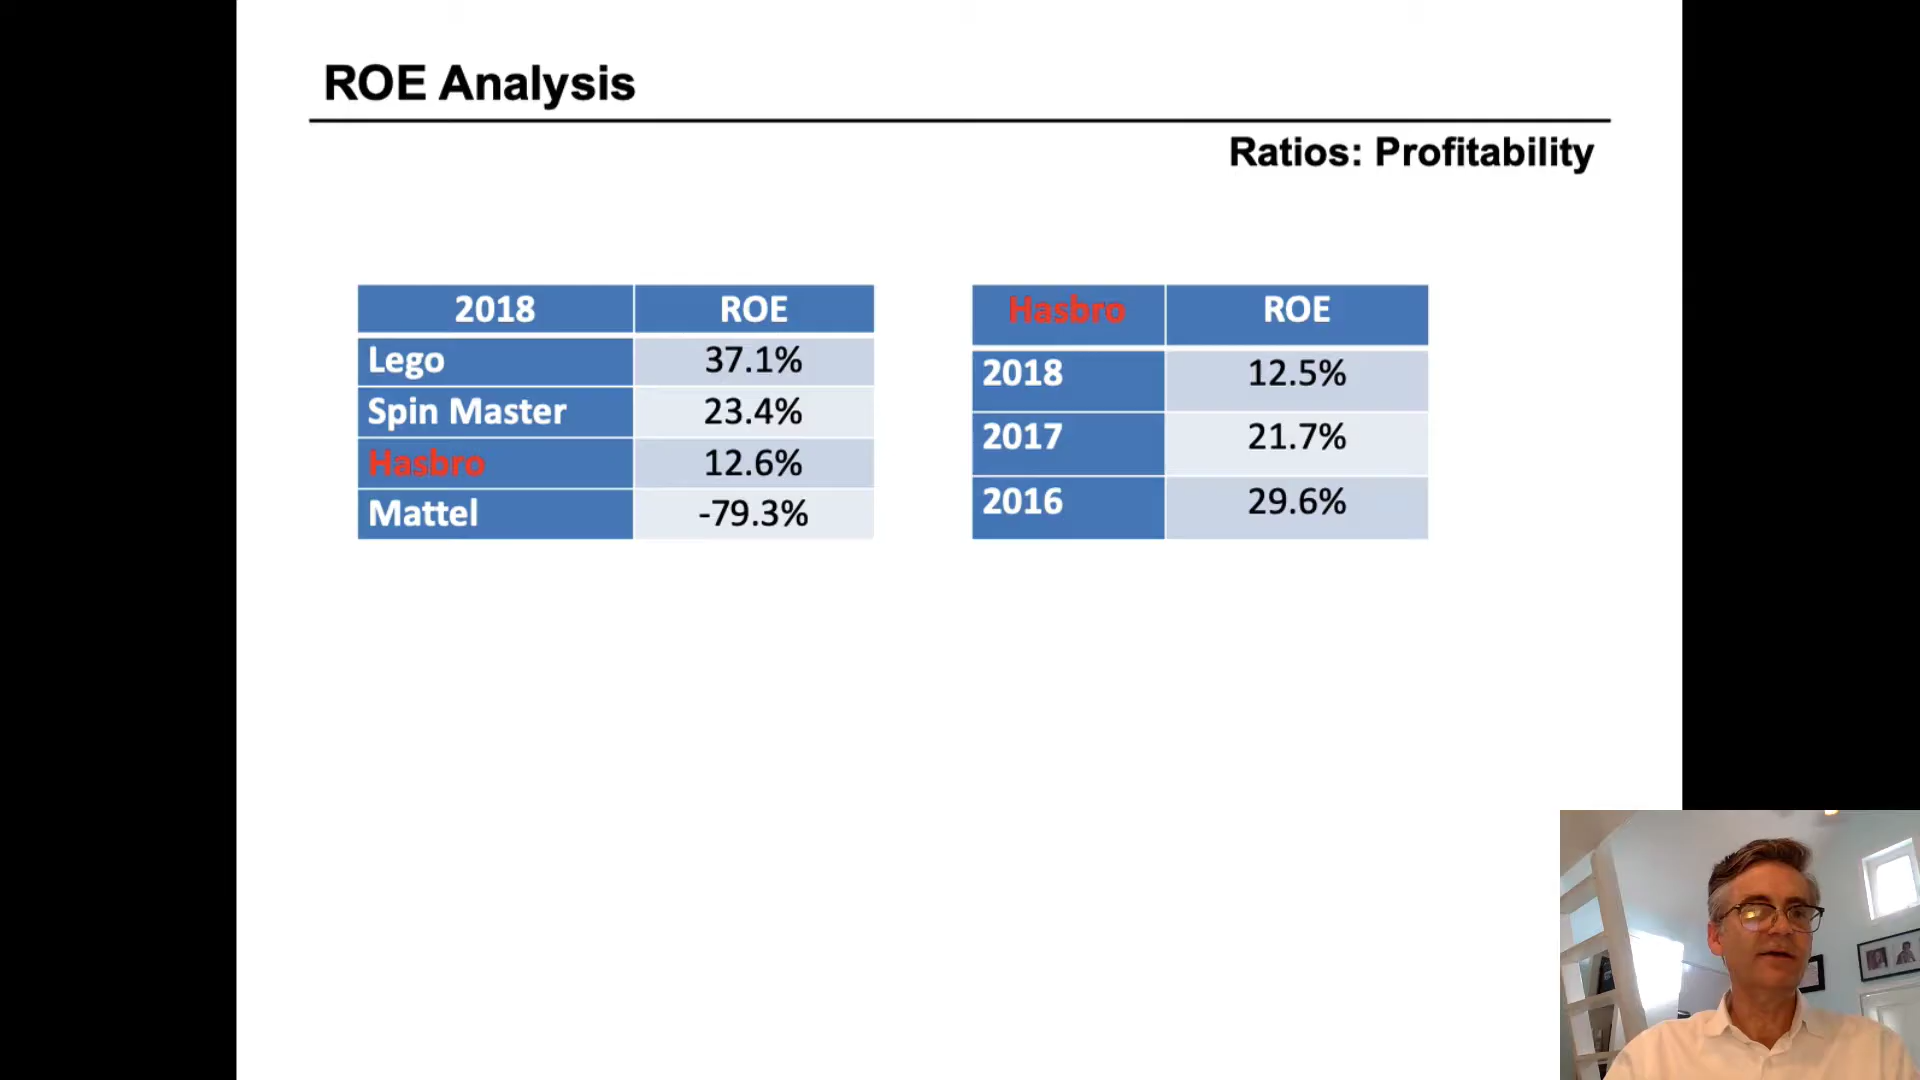 ROE Analysis
Ratios: Profitability
2018 ROE
Lego 37.1%
Spin Master 23.4%
Hasbro 12.6%
Mattel -79.3%
Hasbro ROE
2018 12.5%
2017 21.7%
2016 29.6%